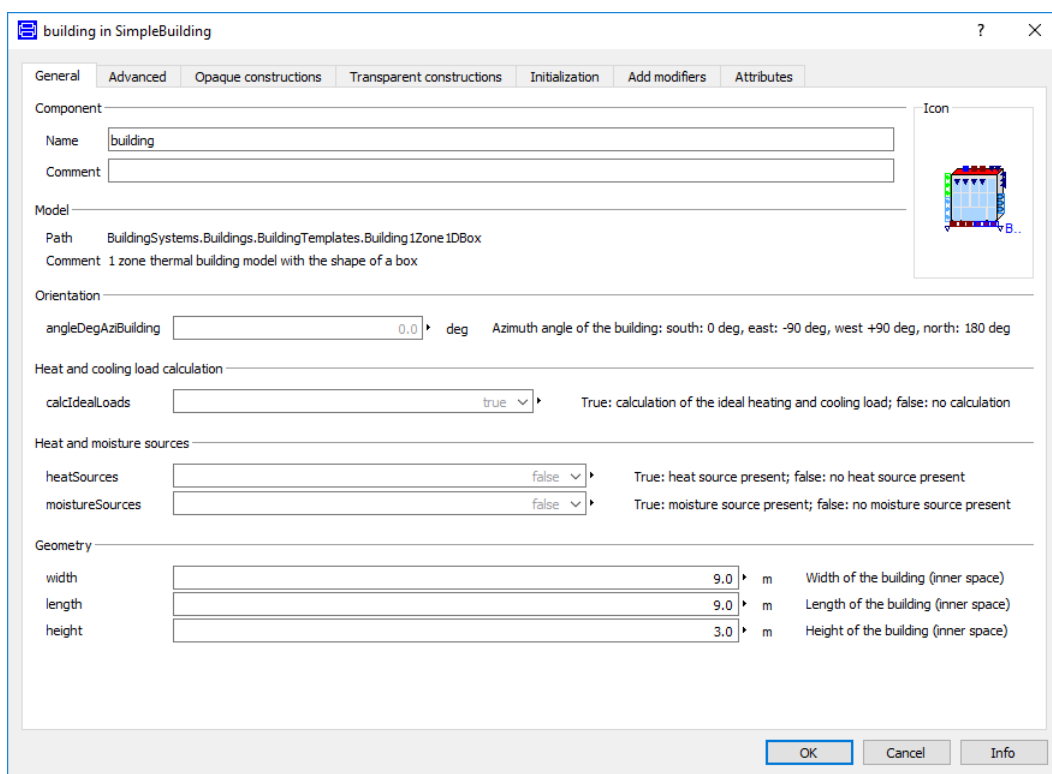 building in SimpleBuilding
General Advanced Opaque constructions Transparent constructions Initialization Add modifiers Attributes
Component
Icon
Name building
Comment
B..
Model
Path BuildingSystems.Buildings.BuildingTemplates.Building1Zone1DBox
Comment 1 zone thermal building model with the shape of a box
Orientation
angleDegAziBuilding 0.0 deg Azimuth angle of the building: south: 0 deg, east: -90 deg, west +90 deg, north: 180 deg
Heat and cooling load calculation
calcIdealLoads true True: calculation of the ideal heating and cooling load; false: no calculation
Heat and moisture sources
heatSources false True: heat source present; false: no heat source present
moistureSources false True: moisture source present; false: no moisture source present
Geometry
width 9.0 m Width of the building (inner space)
length 9.0 m Length of the building (inner space)
height 3.0 m Height of the building (inner space)
OK Cancel Info